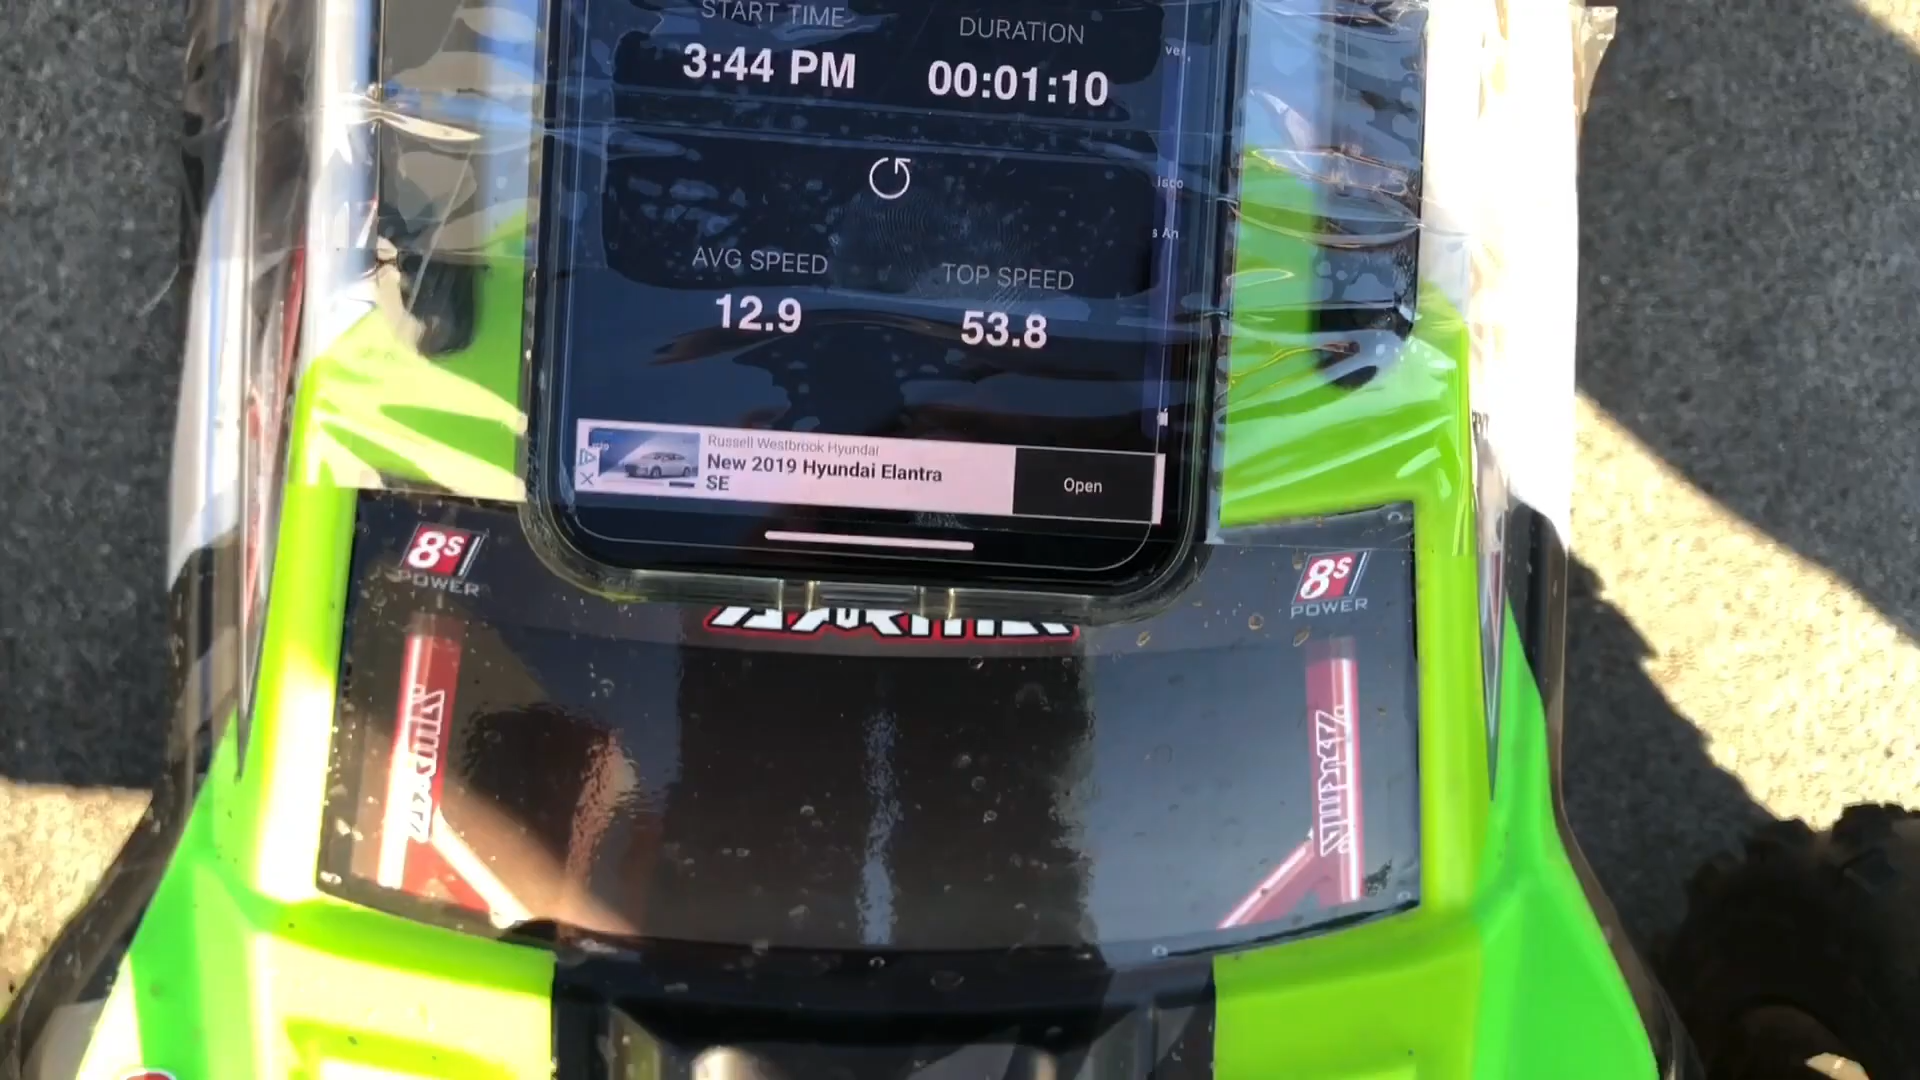 START TIME
3:44 PM
DURATION
00:01:10
AVG SPEED
12.9
TOP SPEED
53.8
Russell Westbrook Hyundai
New 2019 Hyundai Elantra
SE
Open
8S
POWER
8S
POWER